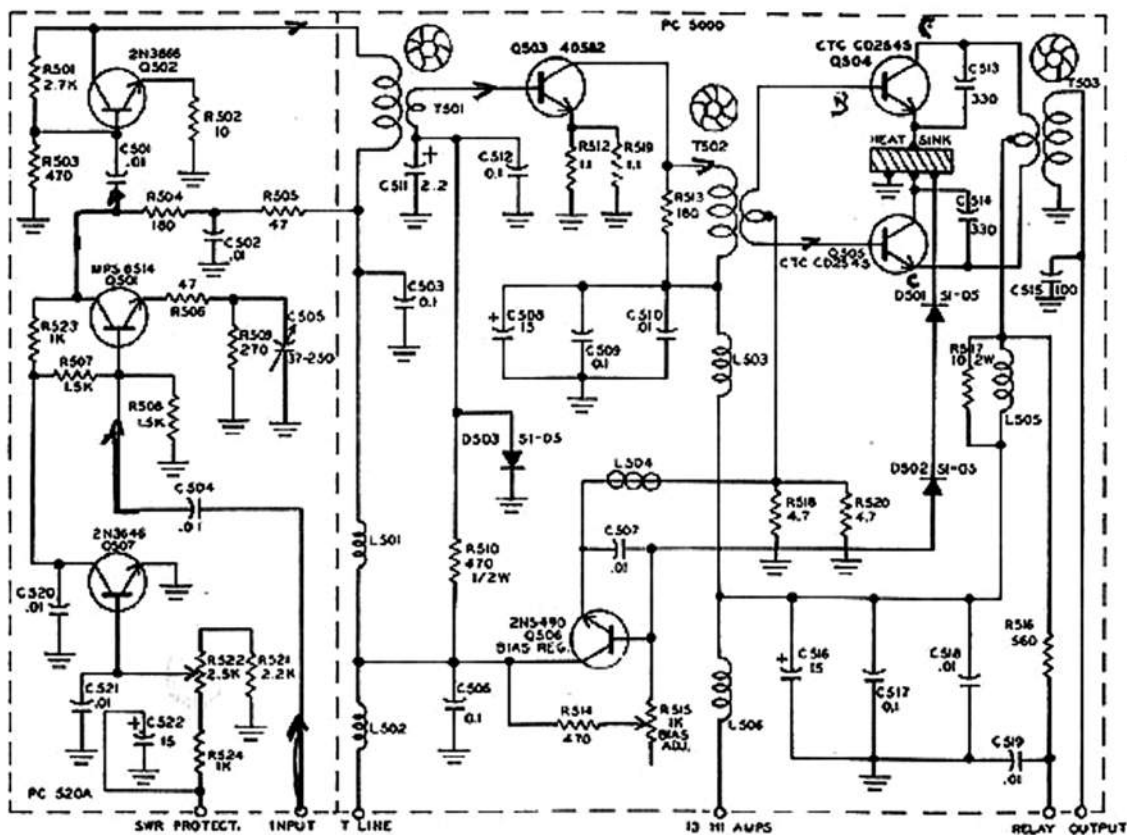 PC 5000
2N3866
Q502
R501
2.7K
R502
10
R503
470
C501
.01
R504
180
R505
47
C502
.01
MPS 6514
Q501
47
R506
R523
1K
R507
1.5K
R508
1.5K
R509
270
C505
C504
.01
2N3646
Q507
C520
.01
C521
.01
R522
2.5K
R521
2.2K
C522
15
R524
1K
PC 520A
T501
Q503 40582
C511
2.2
C512
0.1
R512
1.1
R519
1.1
C503
0.1
T502
R513
180
C508
15
C509
0.1
C510
.01
L503
CTC CD2545
Q504
C513
330
T503
HEAT SINK
C514
330
Q505
CTC CD2545
C
D501 S1-05
C515
100
R517
10 2W
L505
D503 S1-05
L504
D502 S1-05
R518
4.7
R520
4.7
C507
.01
L501
R510
470
1/2W
2N5490
Q506
BIAS REG.
L502
C506
0.1
R514
470
R515
1K
BIAS
ADJ.
L506
C516
15
C517
0.1
C518
.01
R516
560
C519
.01
SWR PROTECT. INPUT T LINE 13 HI AMPS RELAY OUTPUT